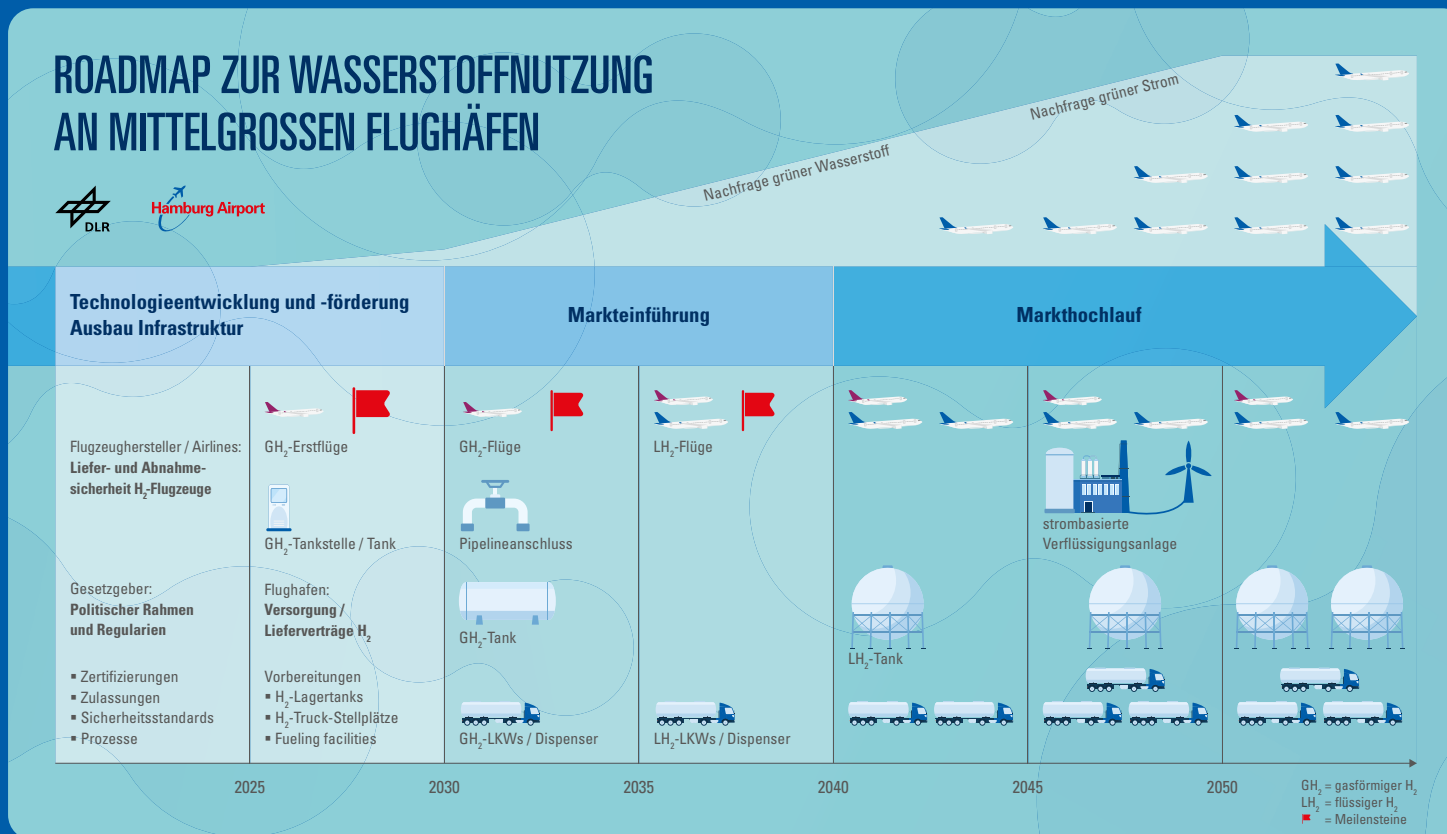 ROADMAP ZUR WASSERSTOFFNUTZUNG
AN MITTELGROSSEN FLUGHÄFEN
DLR
Hamburg Airport
Nachfrage grüner Wasserstoff
Nachfrage grüner Strom
Technologieentwicklung und -förderung
Ausbau Infrastruktur
Markteinführung
Markthochlauf
Flugzeughersteller / Airlines:
Liefer- und Abnahme-
sicherheit H₂-Flugzeuge
Gesetzgeber:
Politischer Rahmen
und Regularien
▪ Zertifizierungen
▪ Zulassungen
▪ Sicherheitsstandards
▪ Prozesse
GH₂-Erstflüge
GH₂-Tankstelle / Tank
Flughafen:
Versorgung /
Lieferverträge H₂
Vorbereitungen
▪ H₂-Lagertanks
▪ H₂-Truck-Stellplätze
▪ Fueling facilities
GH₂-Flüge
Pipelineanschluss
GH₂-Tank
GH₂-LKWs / Dispenser
LH₂-Flüge
LH₂-LKWs / Dispenser
LH₂-Tank
strombasierte
Verflüssigungsanlage
2025
2030
2035
2040
2045
2050
GH₂ = gasförmiger H₂
LH₂ = flüssiger H₂
= Meilensteine